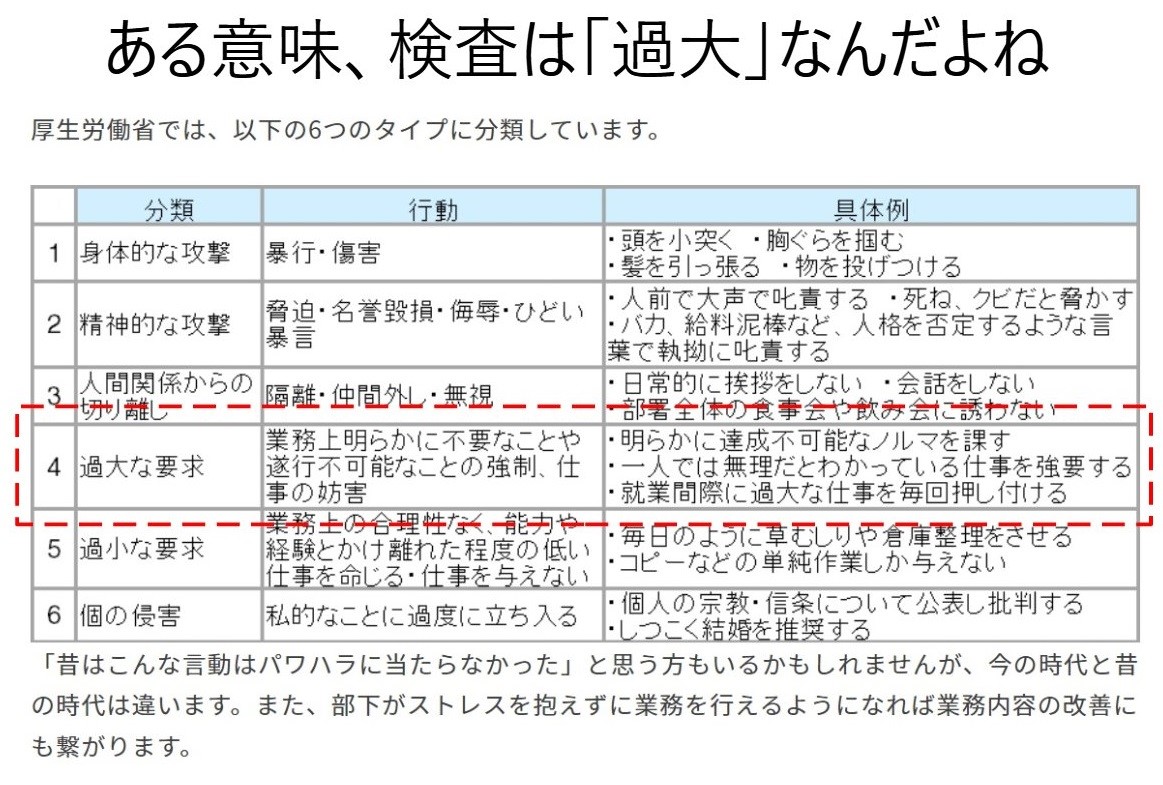 ある意味、検査は「過大」なんだよね
厚生労働省では、以下の6つのタイプに分類しています。
分類 行動 具体例
1 身体的な攻撃 暴行・傷害 ・頭を小突く ・胸ぐらを掴む
・髪を引っ張る ・物を投げつける
2 精神的な攻撃 脅迫・名誉毀損・侮辱・ひどい
暴言
・人前で大声で叱責する ・死ね、クビだと脅かす
・バカ、給料泥棒など、人格を否定するような言
葉で執拗に叱責する
3 人間関係からの
切り離し
隔離・仲間外し・無視
・日常的に挨拶をしない ・会話をしない
・部署全体の食事会や飲み会に誘わない
4 過大な要求
業務上明らかに不要なことや
遂行不可能なことの強制、仕
事の妨害
・明らかに達成不可能なノルマを課す
・一人では無理だとわかっている仕事を強要する
・就業間際に過大な仕事を毎回押し付ける
5 過小な要求
業務上の合理性なく、能力や
経験とかけ離れた程度の低い
仕事を命じる・仕事を与えない
・毎日のように草むしりや倉庫整理をさせる
・コピーなどの単純作業しか与えない
6 個の侵害 私的なことに過度に立ち入る
・個人の宗教・信条について公表し批判する
・しつこく結婚を推奨する
「昔はこんな言動はパワハラに当たらなかった」と思う方もいるかもしれませんが、今の時代と昔
の時代は違います。また、部下がストレスを抱えずに業務を行えるようになれば業務内容の改善に
も繋がります。